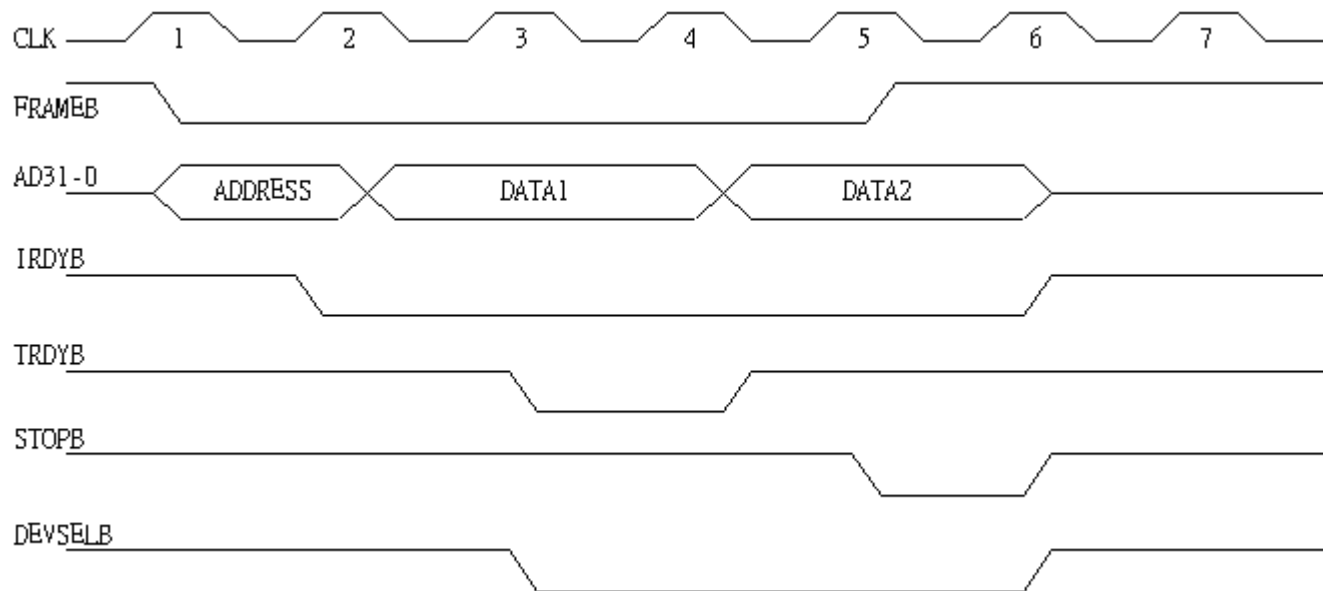 CLK 1 2 3 4 5 6 7
FRAMEB
AD31-0 ADDRESS DATA1 DATA2
IRDYB
TRDYB
STOPB
DEVSELB